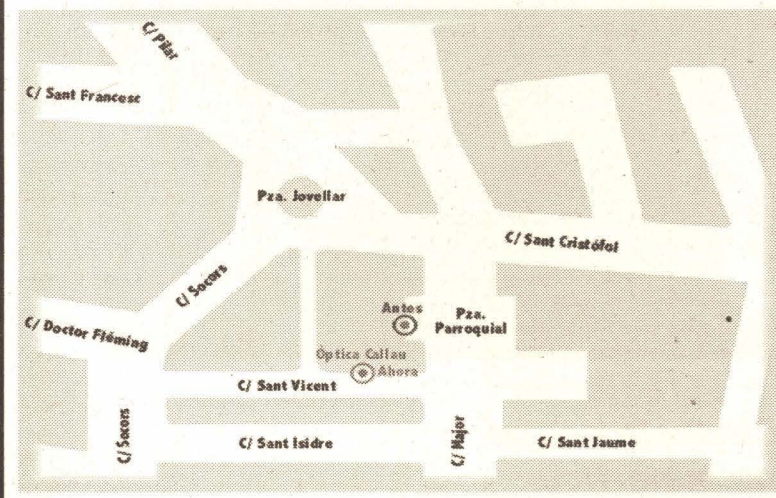 C/ Pilar
C/ Sant Francesc
Pza. Jovellar
C/ Sant Cristófol
C/ Socors
Antes
Pza.
Parroquial
C/ Doctor Fléming
Óptica Callau
Ahora
C/ Sant Vicent
C/ Socors
C/ Sant Isidre
C/ Major
C/ Sant Jaume